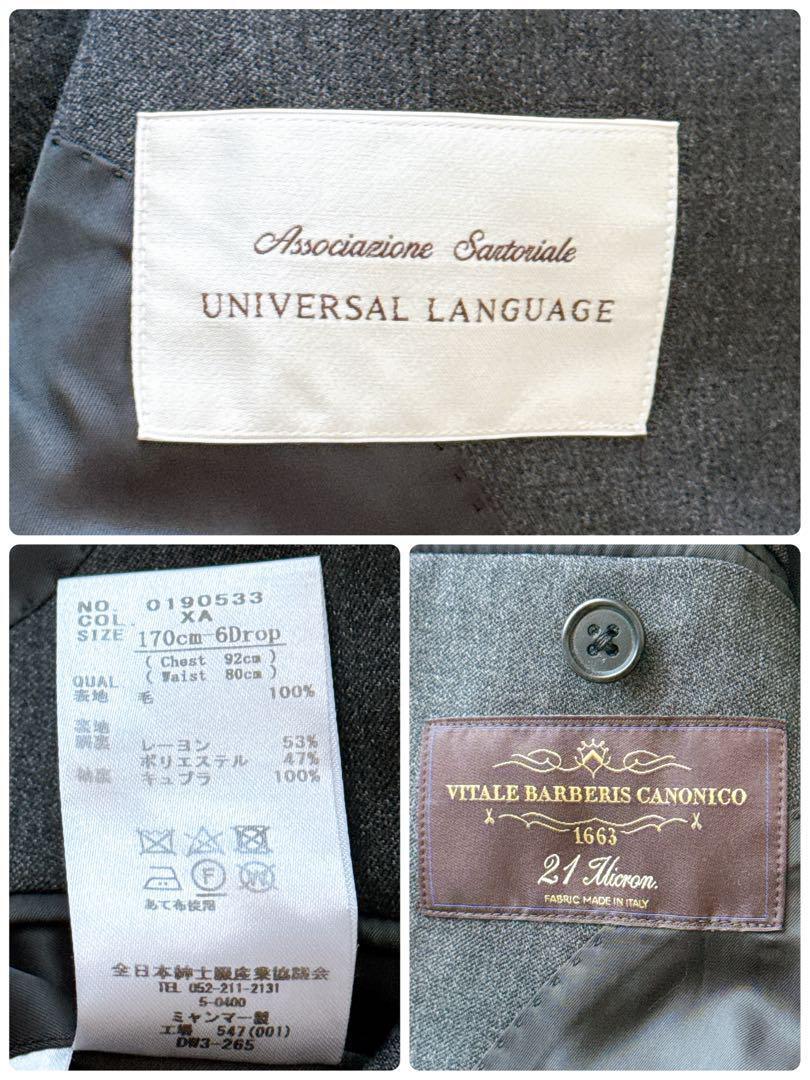 Associazione Sartoriale
UNIVERSAL LANGUAGE
NO. 0190533
COL. XA
SIZE 170cm-6Drop
( Chest 92cm )
( Waist 80cm )
QUAL
表地 毛 100%
裏地
胴裏 レーヨン 53%
ポリエステル 47%
袖裏 キュプラ 100%
F
W
あて布使用
全日本紳士服産業協議会
TEL 052-211-2131
5-0400
ミャンマー製
工場 547(001)
DW3-265
VITALE BARBERIS CANONICO
1663
21 Micron.
FABRIC MADE IN ITALY